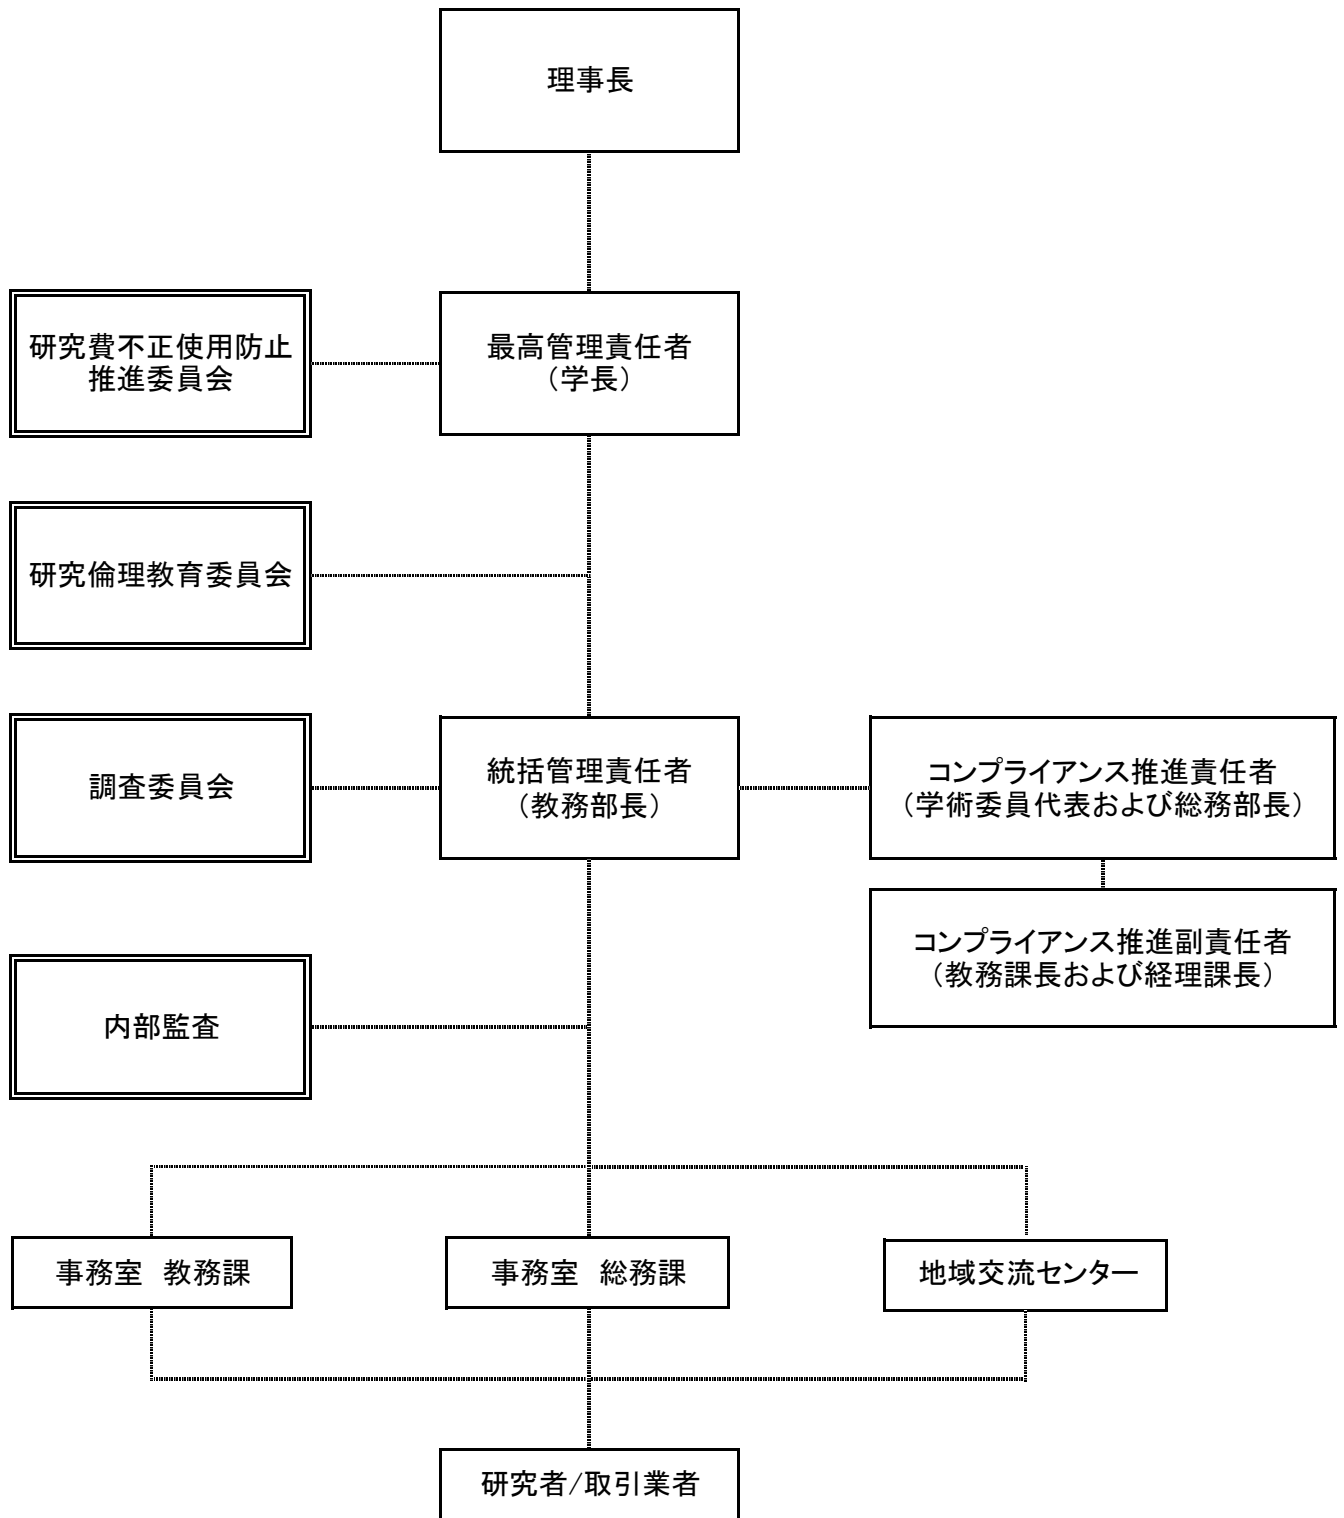 理事長
研究費不正使用防止
推進委員会
最高管理責任者
（学長）
研究倫理教育委員会
調査委員会
統括管理責任者
（教務部長）
コンプライアンス推進責任者
（学術委員代表および総務部長）
コンプライアンス推進副責任者
（教務課長および経理課長）
内部監査
事務室　教務課
事務室　総務課
地域交流センター
研究者/取引業者